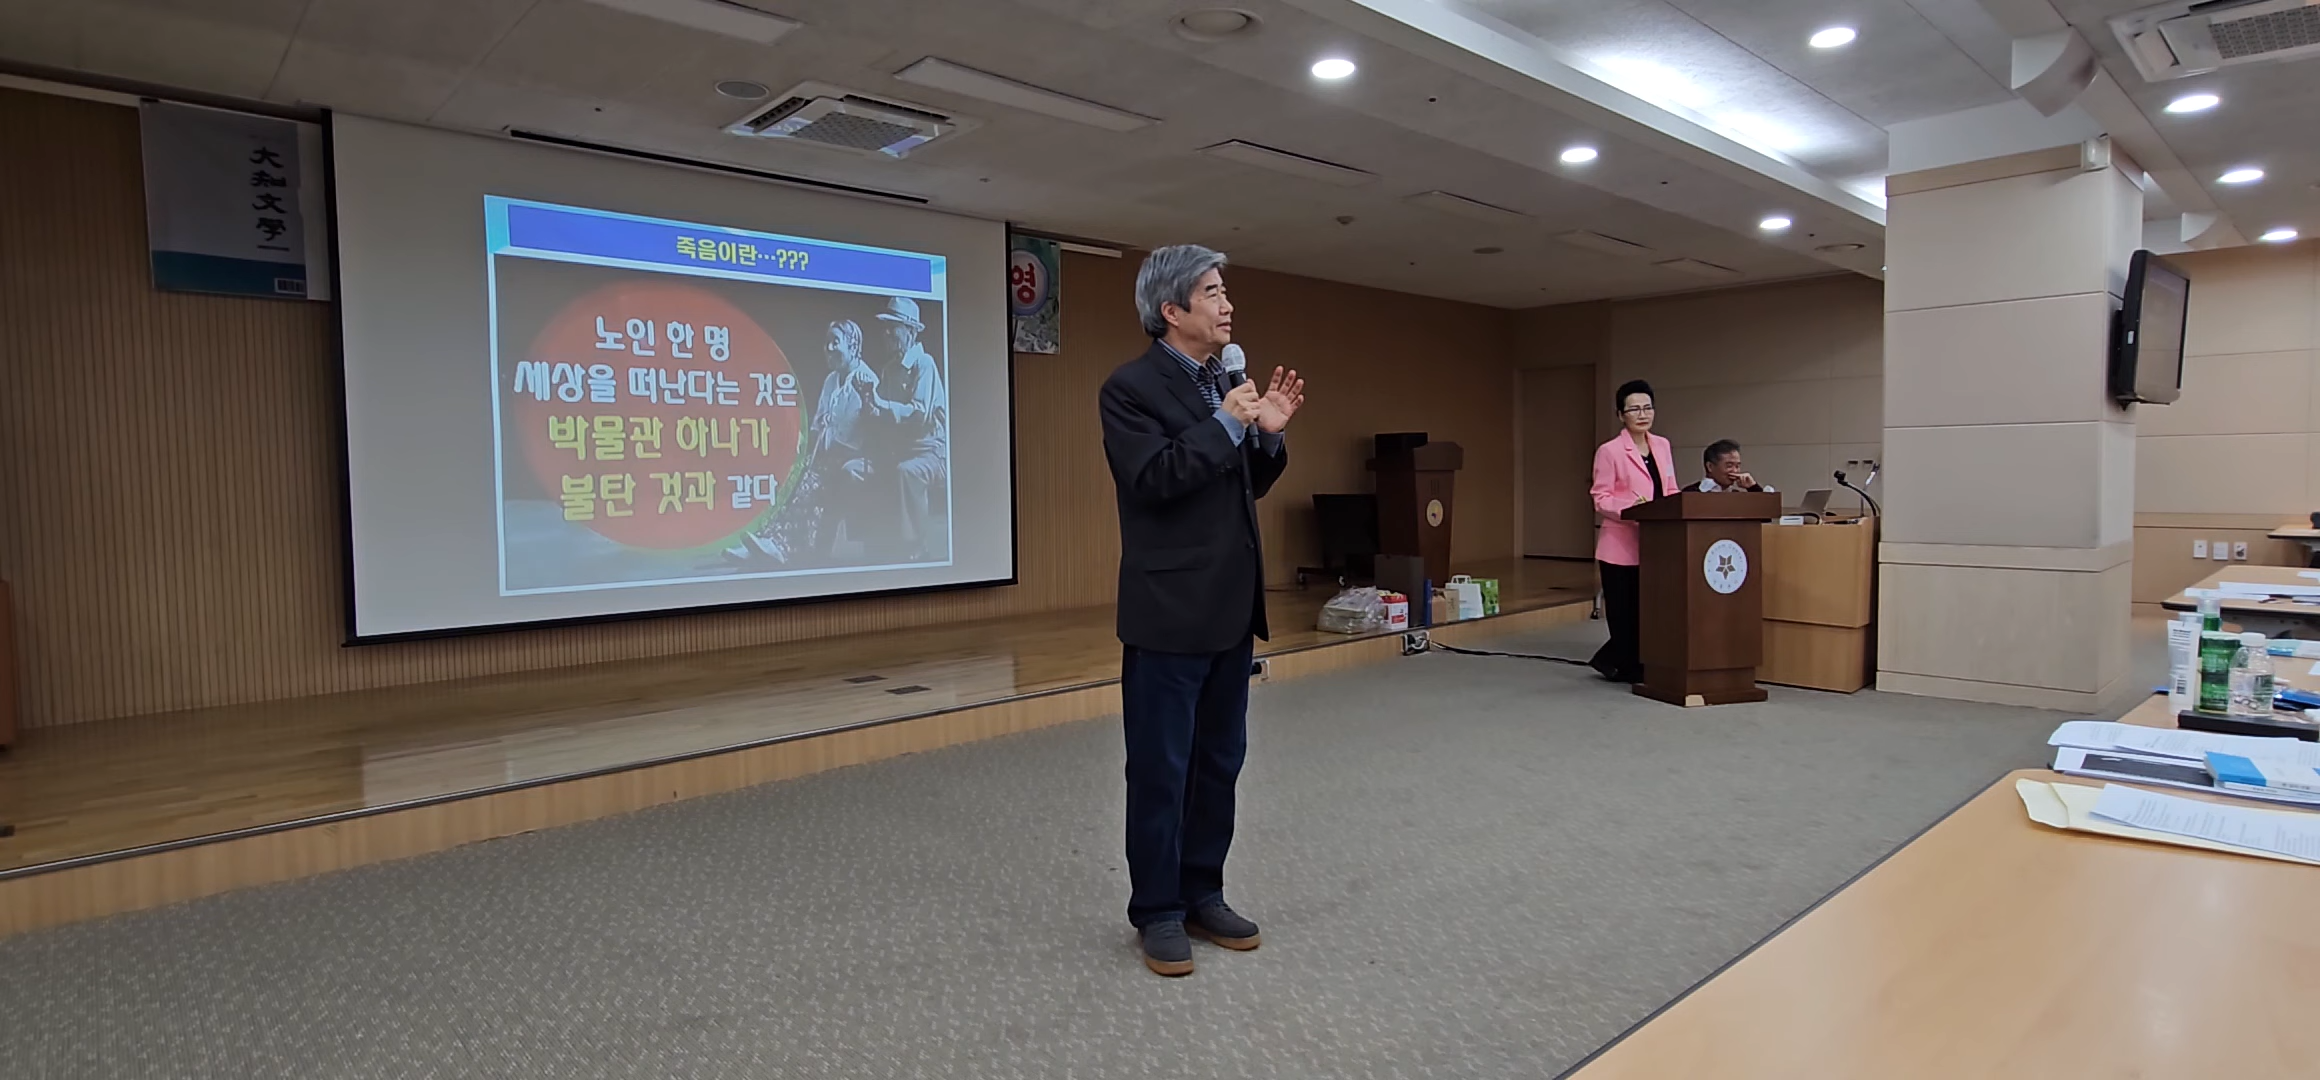 大知文學
죽음이란…???
노인 한 명
세상을 떠난다는 것은
박물관 하나가
불탄 것과 같다
영